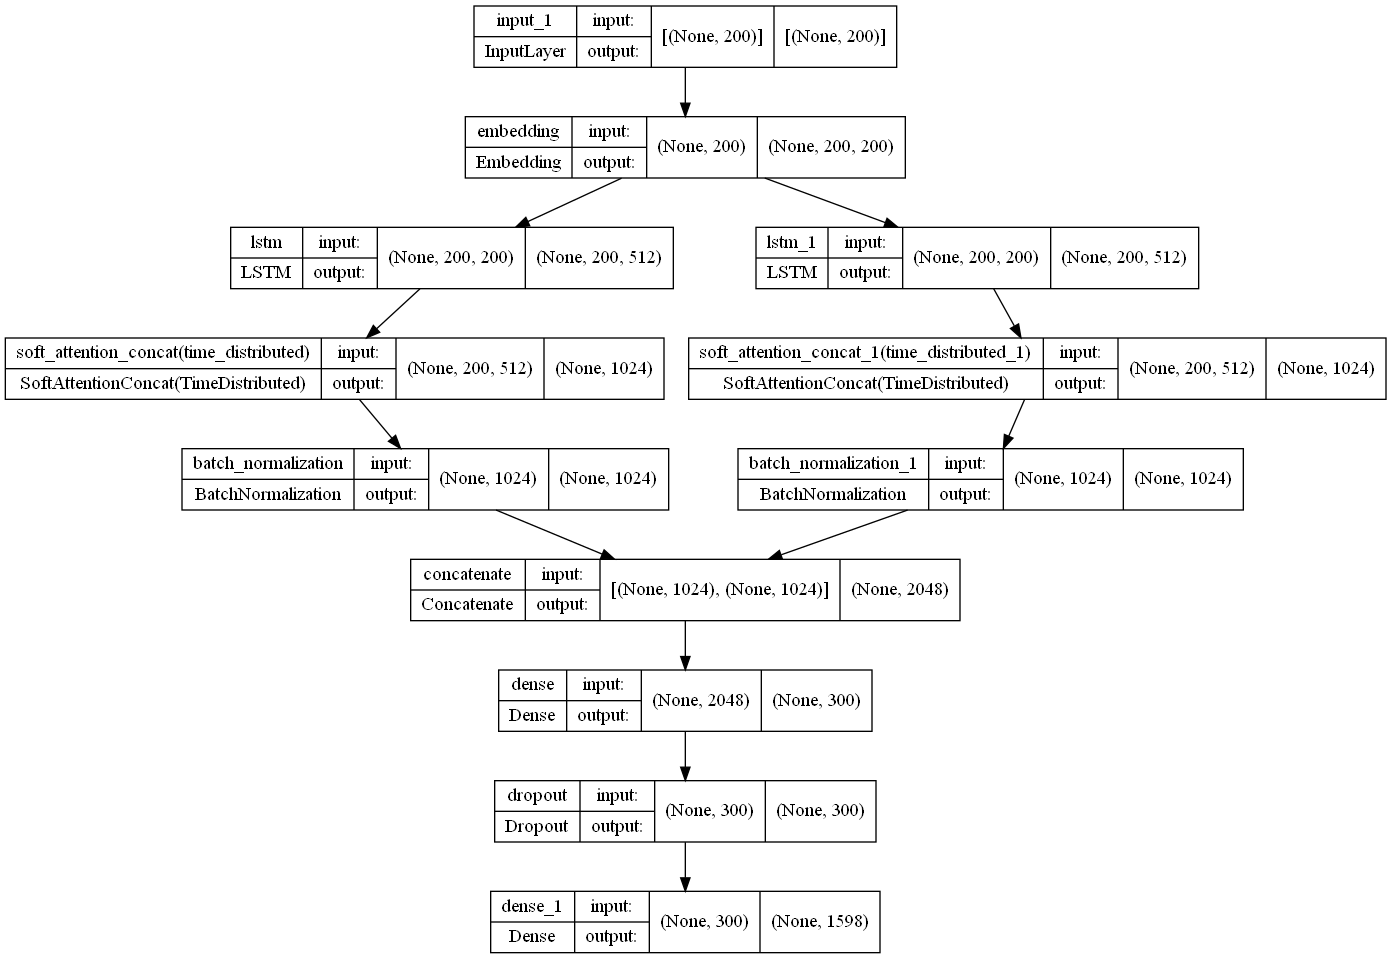 input_1 input: [(None, 200)] [(None, 200)]
InputLayer output:
embedding input: (None, 200) (None, 200, 200)
Embedding output:
lstm input: (None, 200, 200) (None, 200, 512)
LSTM output:
lstm_1 input: (None, 200, 200) (None, 200, 512)
LSTM output:
soft_attention_concat(time_distributed) input: (None, 200, 512) (None, 1024)
SoftAttentionConcat(TimeDistributed) output:
soft_attention_concat_1(time_distributed_1) input: (None, 200, 512) (None, 1024)
SoftAttentionConcat(TimeDistributed) output:
batch_normalization input: (None, 1024) (None, 1024)
BatchNormalization output:
batch_normalization_1 input: (None, 1024) (None, 1024)
BatchNormalization output:
concatenate input: [(None, 1024), (None, 1024)] (None, 2048)
Concatenate output:
dense input: (None, 2048) (None, 300)
Dense output:
dropout input: (None, 300) (None, 300)
Dropout output:
dense_1 input: (None, 300) (None, 1598)
Dense output: